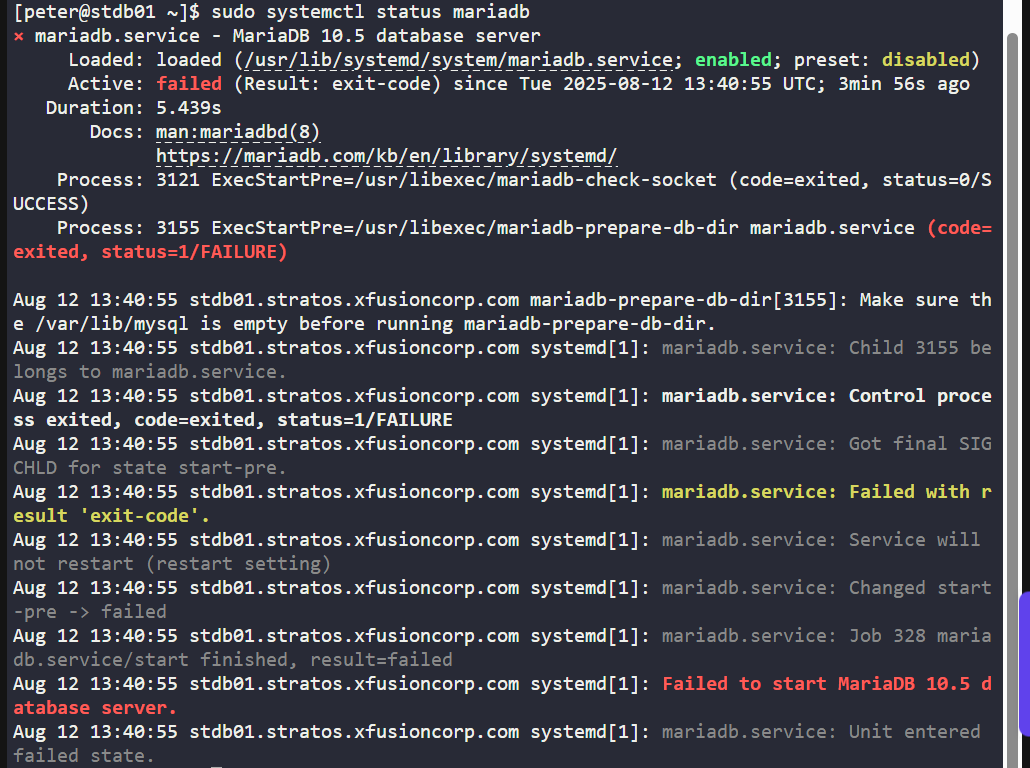 [peter@stdb01 ~]$ sudo systemctl status mariadb
× mariadb.service - MariaDB 10.5 database server
     Loaded: loaded (/usr/lib/systemd/system/mariadb.service; enabled; preset: disabled)
     Active: failed (Result: exit-code) since Tue 2025-08-12 13:40:55 UTC; 3min 56s ago
   Duration: 5.439s
       Docs: man:mariadbd(8)
             https://mariadb.com/kb/en/library/systemd/
    Process: 3121 ExecStartPre=/usr/libexec/mariadb-check-socket (code=exited, status=0/S
UCCESS)
    Process: 3155 ExecStartPre=/usr/libexec/mariadb-prepare-db-dir mariadb.service (code=
exited, status=1/FAILURE)

Aug 12 13:40:55 stdb01.stratos.xfusioncorp.com mariadb-prepare-db-dir[3155]: Make sure th
e /var/lib/mysql is empty before running mariadb-prepare-db-dir.
Aug 12 13:40:55 stdb01.stratos.xfusioncorp.com systemd[1]: mariadb.service: Child 3155 be
longs to mariadb.service.
Aug 12 13:40:55 stdb01.stratos.xfusioncorp.com systemd[1]: mariadb.service: Control proce
ss exited, code=exited, status=1/FAILURE
Aug 12 13:40:55 stdb01.stratos.xfusioncorp.com systemd[1]: mariadb.service: Got final SIG
CHLD for state start-pre.
Aug 12 13:40:55 stdb01.stratos.xfusioncorp.com systemd[1]: mariadb.service: Failed with r
esult 'exit-code'.
Aug 12 13:40:55 stdb01.stratos.xfusioncorp.com systemd[1]: mariadb.service: Service will
not restart (restart setting)
Aug 12 13:40:55 stdb01.stratos.xfusioncorp.com systemd[1]: mariadb.service: Changed start
-pre -> failed
Aug 12 13:40:55 stdb01.stratos.xfusioncorp.com systemd[1]: mariadb.service: Job 328 maria
db.service/start finished, result=failed
Aug 12 13:40:55 stdb01.stratos.xfusioncorp.com systemd[1]: Failed to start MariaDB 10.5 d
atabase server.
Aug 12 13:40:55 stdb01.stratos.xfusioncorp.com systemd[1]: mariadb.service: Unit entered
failed state.